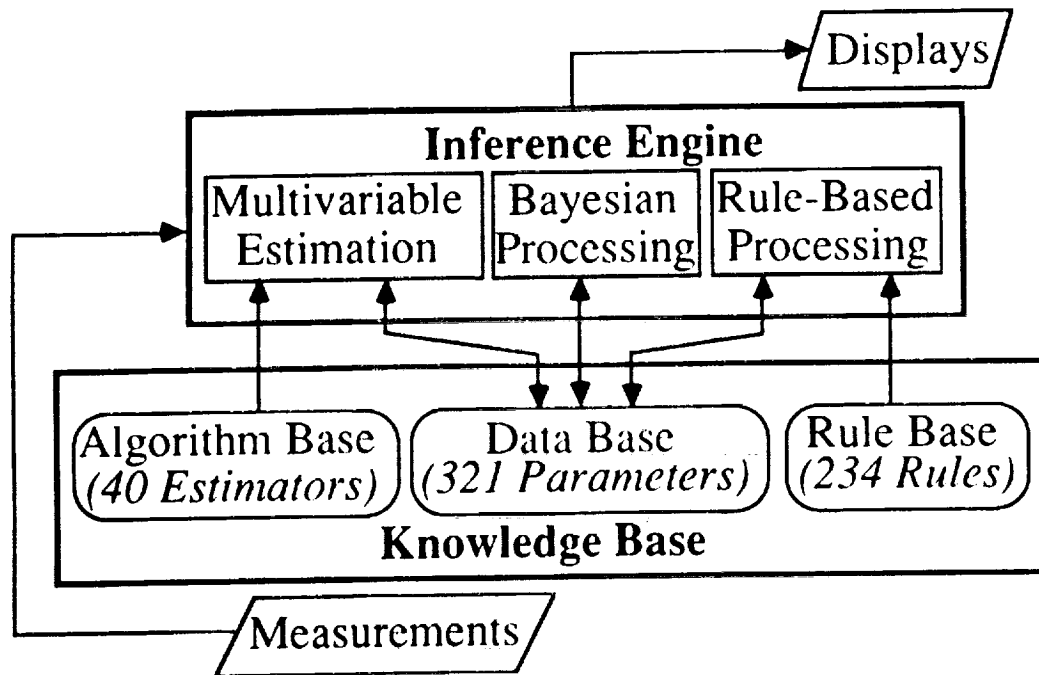 Displays
Inference Engine
Multivariable
Estimation
Bayesian
Processing
Rule-Based
Processing
Algorithm Base
(40 Estimators)
Data Base
(321 Parameters)
Rule Base
(234 Rules)
Knowledge Base
Measurements